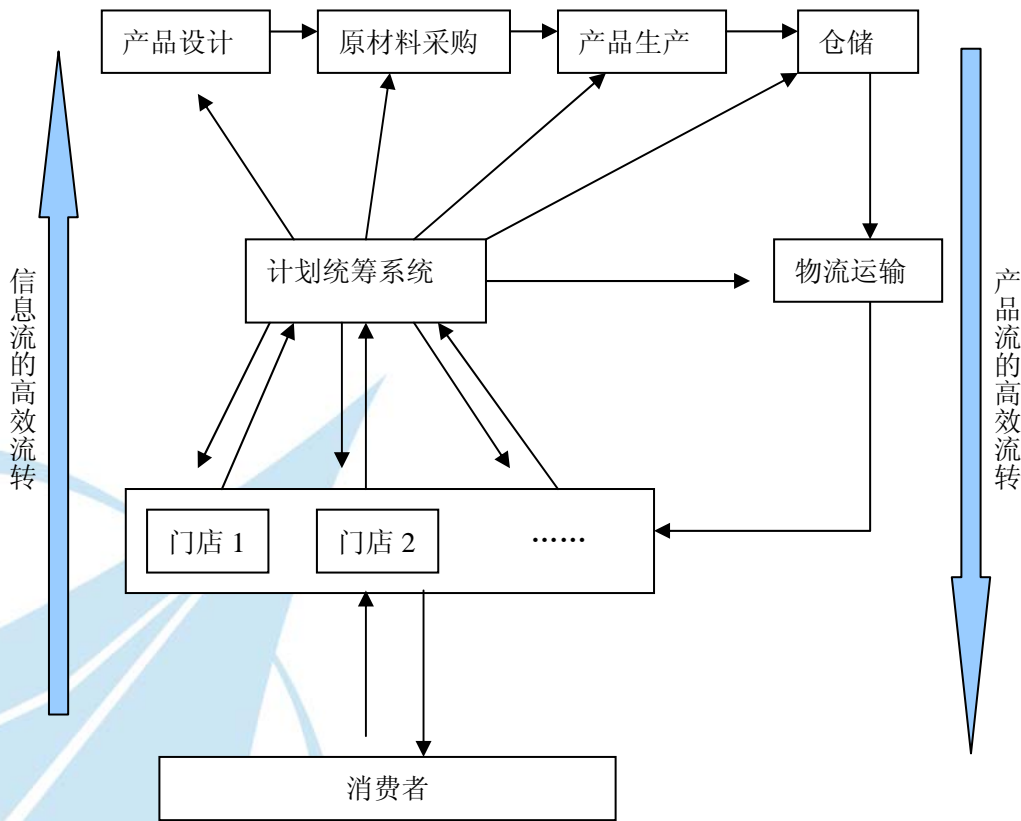 产品设计
原材料采购
产品生产
仓储
计划统筹系统
物流运输
信息流的高效流转
产品流的高效流转
门店 1
门店 2
……
消费者